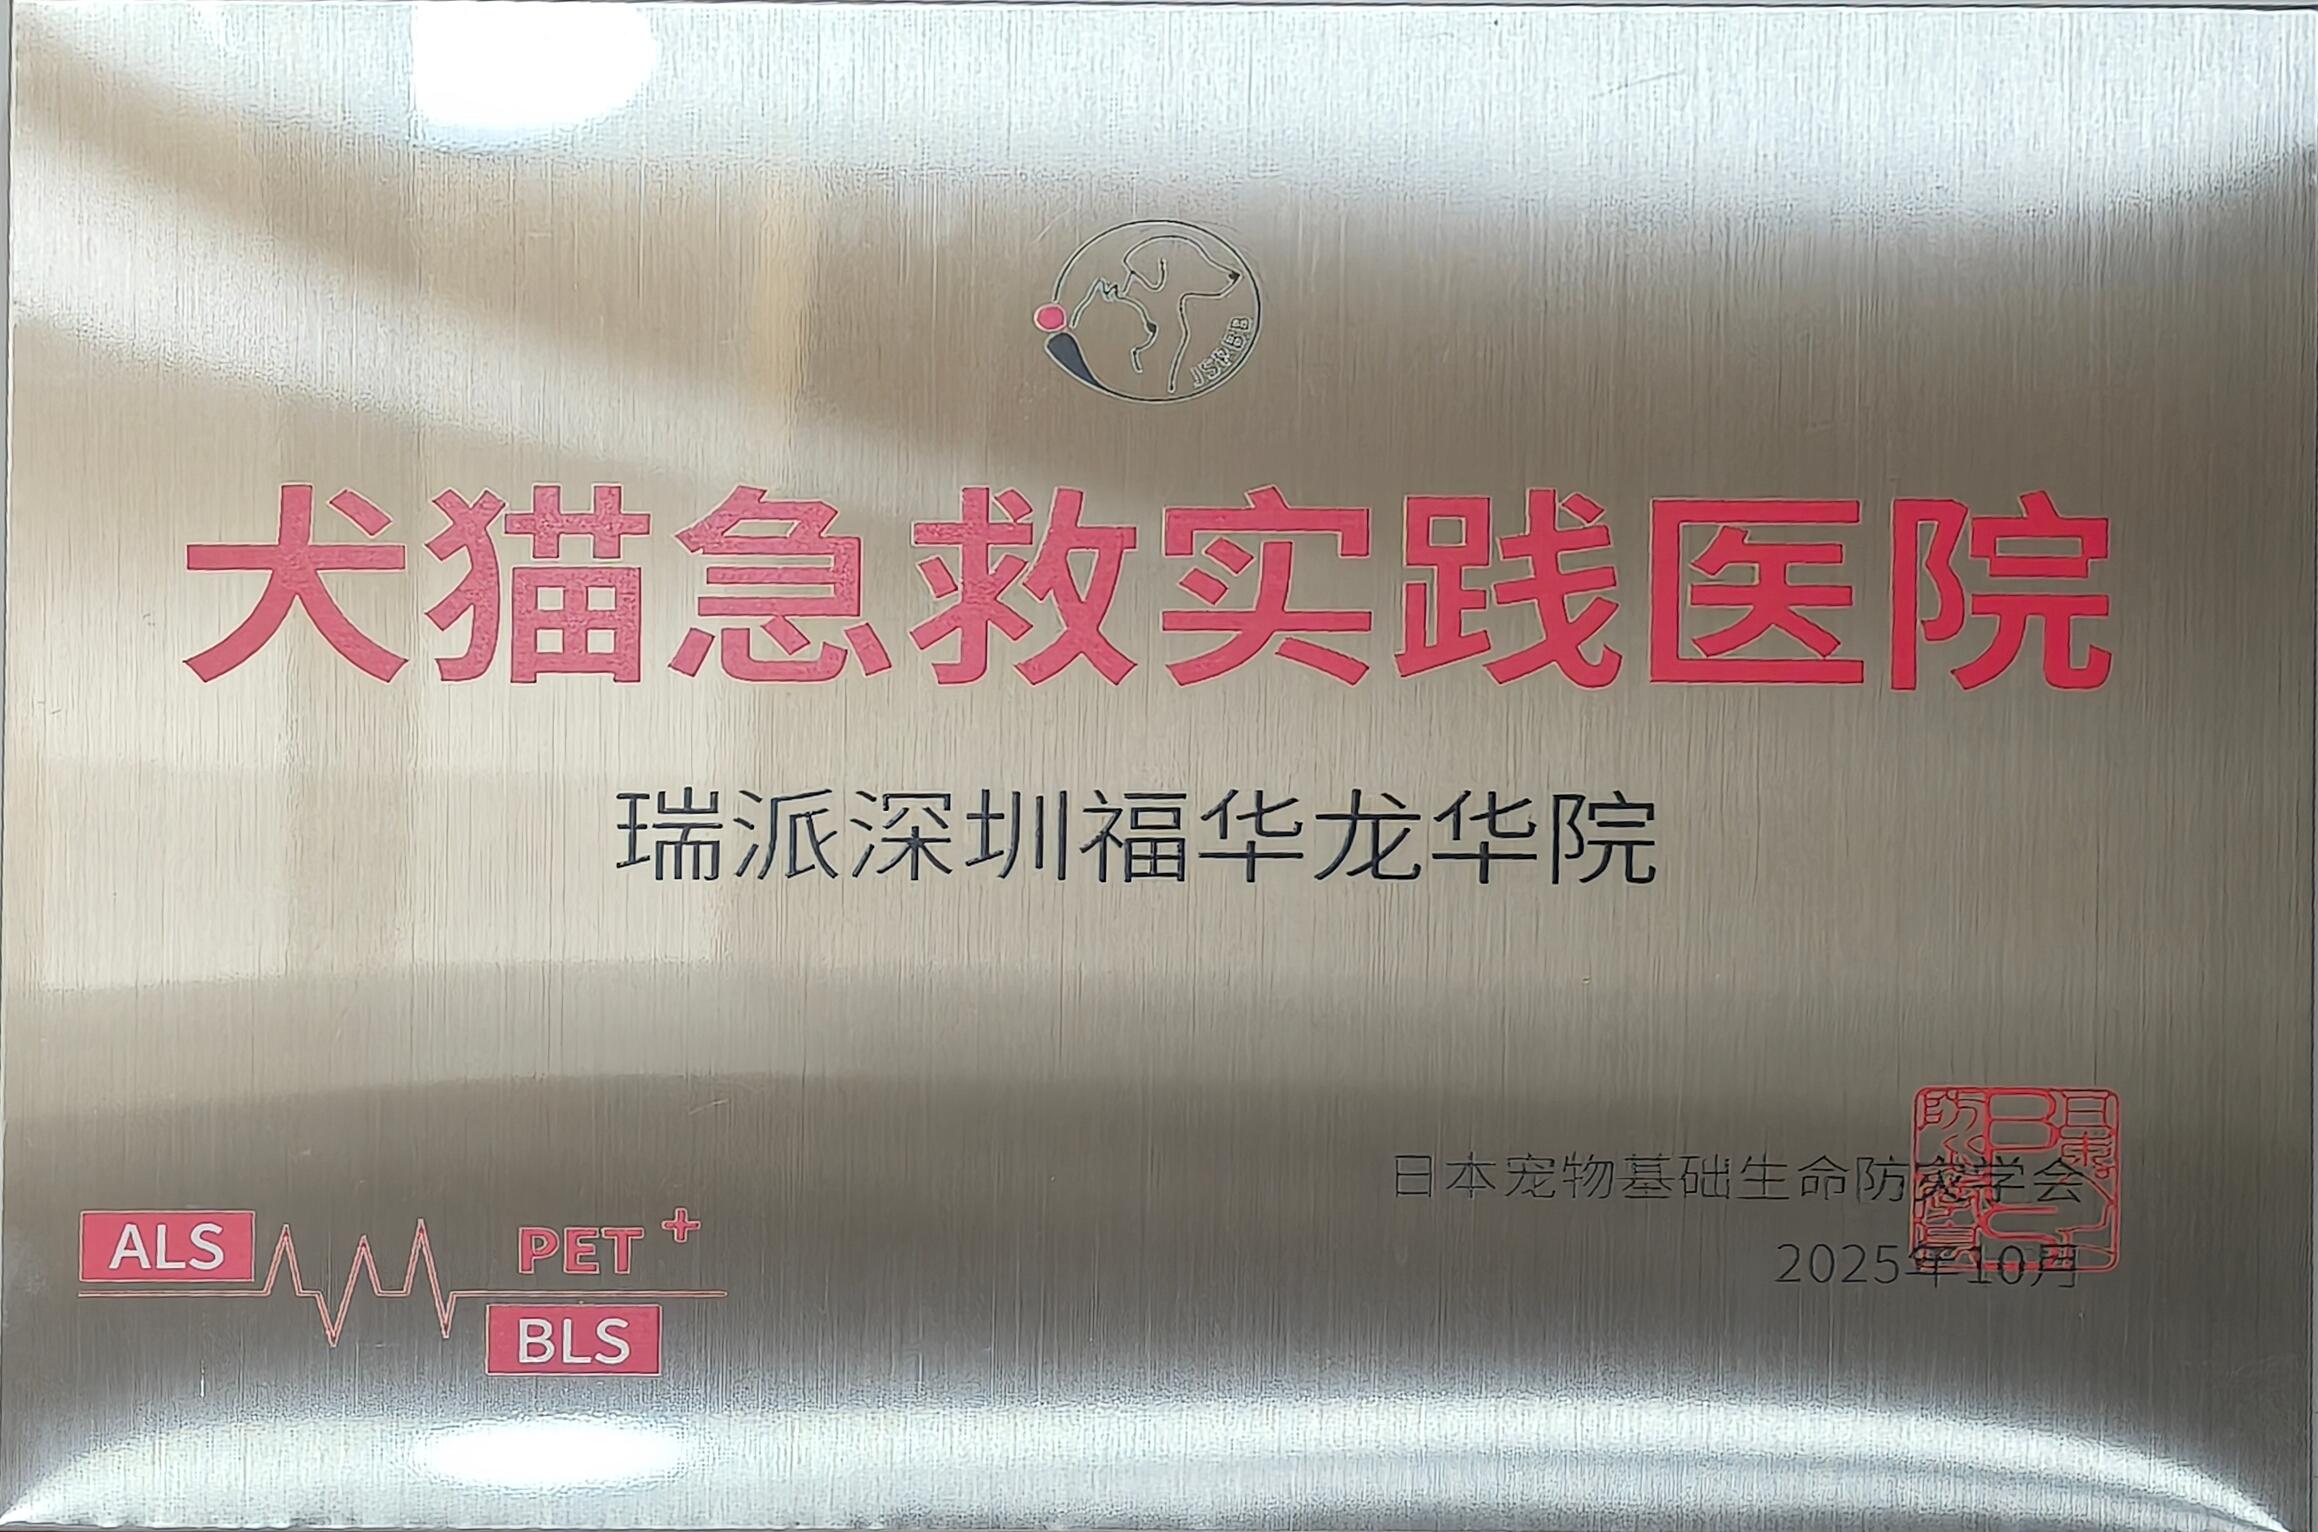 犬猫急救实践医院
瑞派深圳福华龙华院
日本宠物基础生命防灾学会
2025年10月
ALS
PET+
BLS